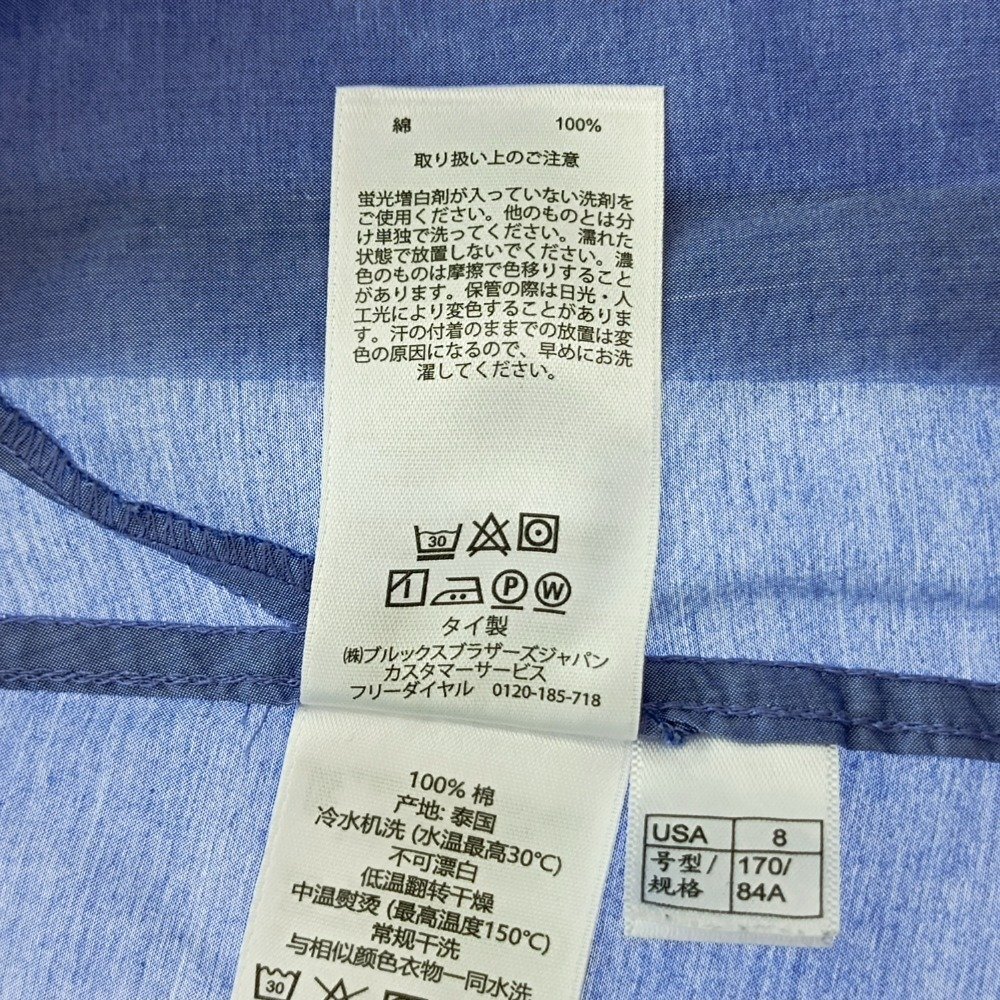 綿 100%
取り扱い上のご注意
蛍光増白剤が入っていない洗剤を
ご使用ください。他のものとは分
け単独で洗ってください。濡れた
状態で放置しないでください。濃
色のものは摩擦で色移りすること
があります。保管の際は日光・人
工光により変色することがありま
す。汗の付着のままでの放置は変
色の原因になるので、早めにお洗
濯してください。
30
P W
タイ製
㈱ブルックスブラザーズジャパン
カスタマーサービス
フリーダイヤル 0120-185-718
100% 棉
产地: 泰国
冷水机洗 (水温最高30℃)
不可漂白
低温翻转干燥
中温熨烫 (最高温度150℃)
常规干洗
与相似颜色衣物一同水洗
30
USA 8
号型/ 170/
规格 84A